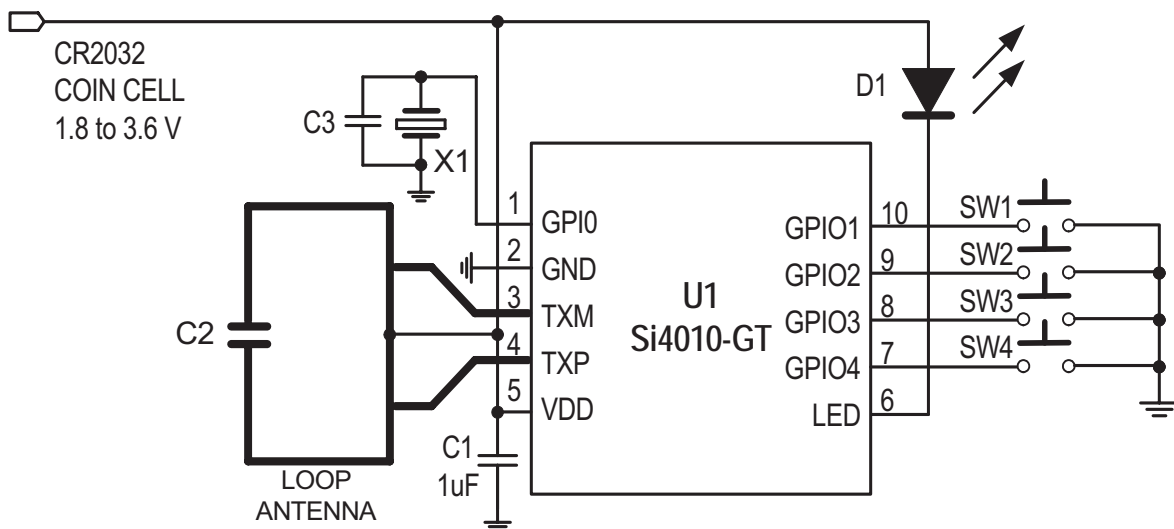 CR2032
COIN CELL
1.8 to 3.6 V
D1
C3
X1
1
GPI0
2
GND
3
TXM
4
TXP
5
VDD
U1
Si4010-GT
GPIO1
10
SW1
GPIO2
9
SW2
GPIO3
8
SW3
GPIO4
7
SW4
LED
6
C2
C1
1uF
LOOP
ANTENNA